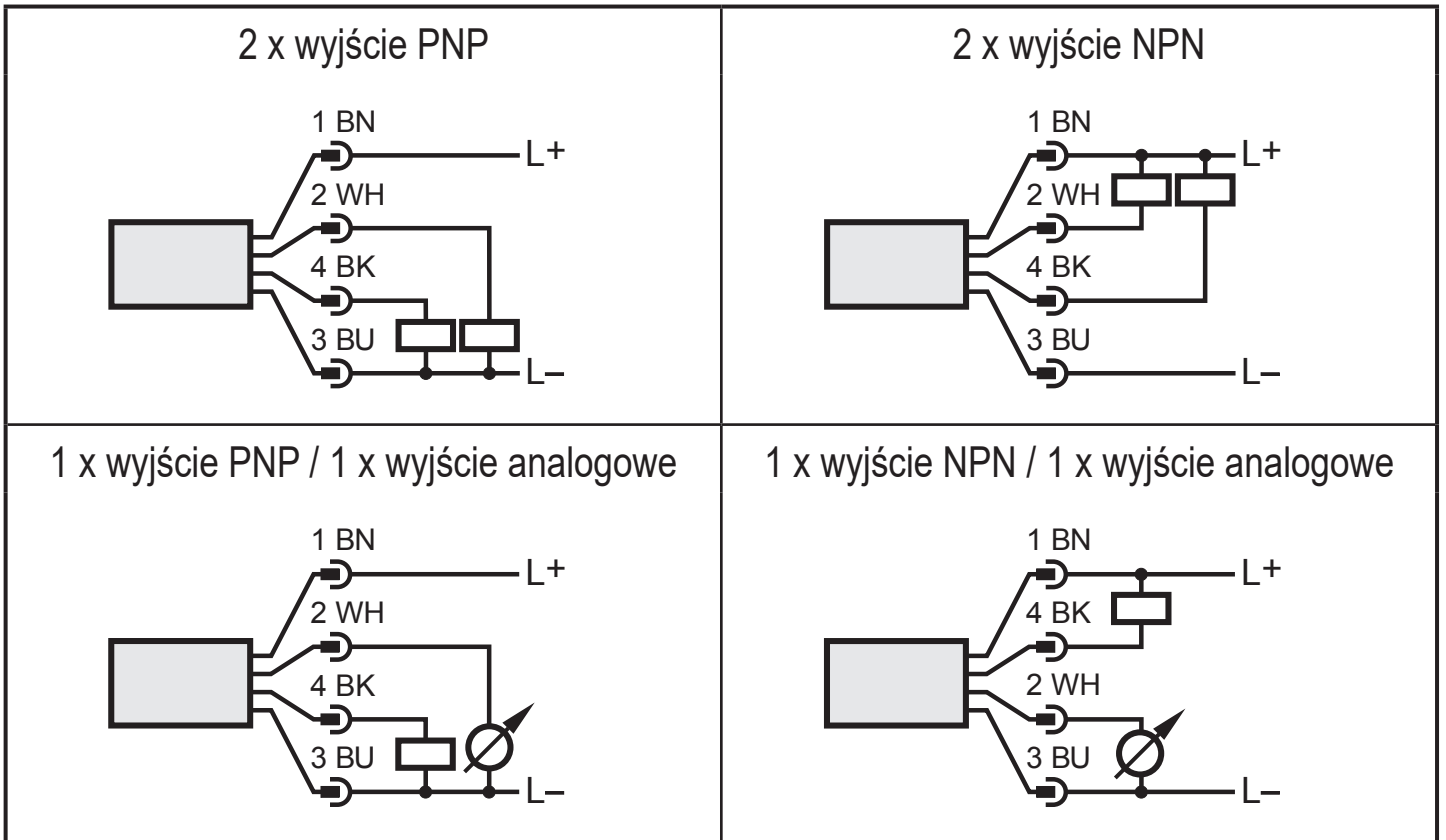 2 x wyjście PNP
1 BN
L+
2 WH
4 BK
3 BU
L–
2 x wyjście NPN
1 BN
L+
2 WH
4 BK
3 BU
L–
1 x wyjście PNP / 1 x wyjście analogowe
1 BN
L+
2 WH
4 BK
3 BU
L–
1 x wyjście NPN / 1 x wyjście analogowe
1 BN
L+
4 BK
2 WH
3 BU
L–